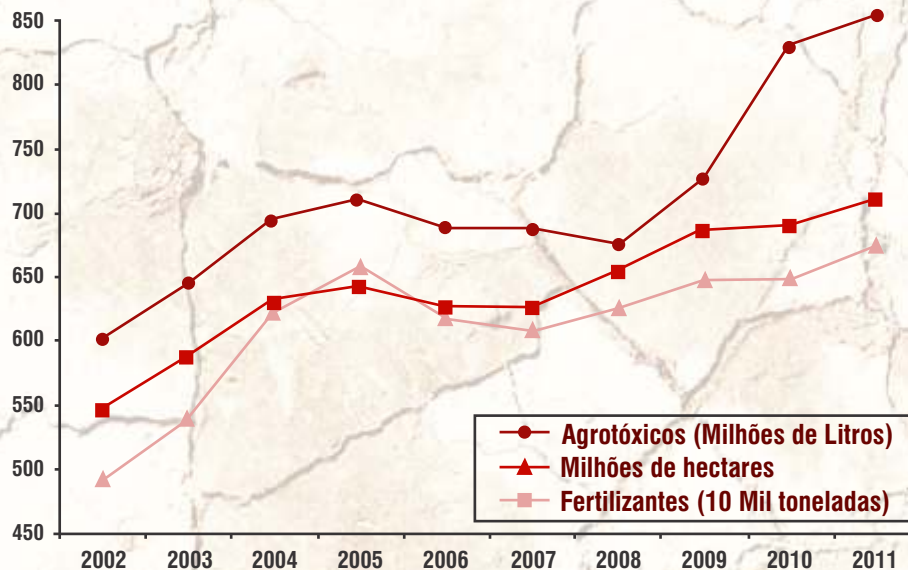 850
800
750
700
650
600
550
500
450
Agrotóxicos (Milhões de Litros)
Milhões de hectares
Fertilizantes (10 Mil toneladas)
2002 2003 2004 2005 2006 2007 2008 2009 2010 2011